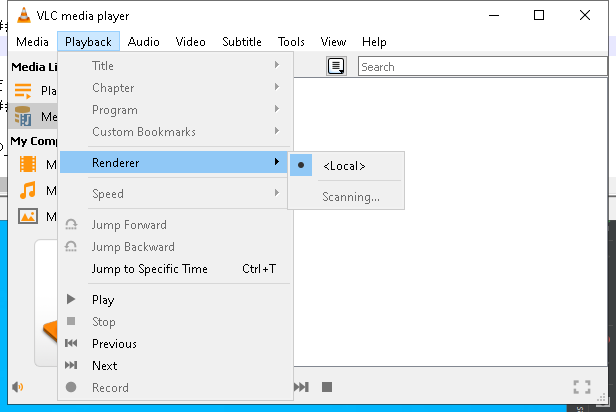 VLC media player
Media Playback Audio Video Subtitle Tools View Help
Media Li
Search
Title
Pla
Chapter
Me
Program
Custom Bookmarks
My Comp
Renderer
<Local>
M
Speed
Scanning...
M
M
Jump Forward
Jump Backward
Jump to Specific Time Ctrl+T
Play
Stop
Previous
Next
Record